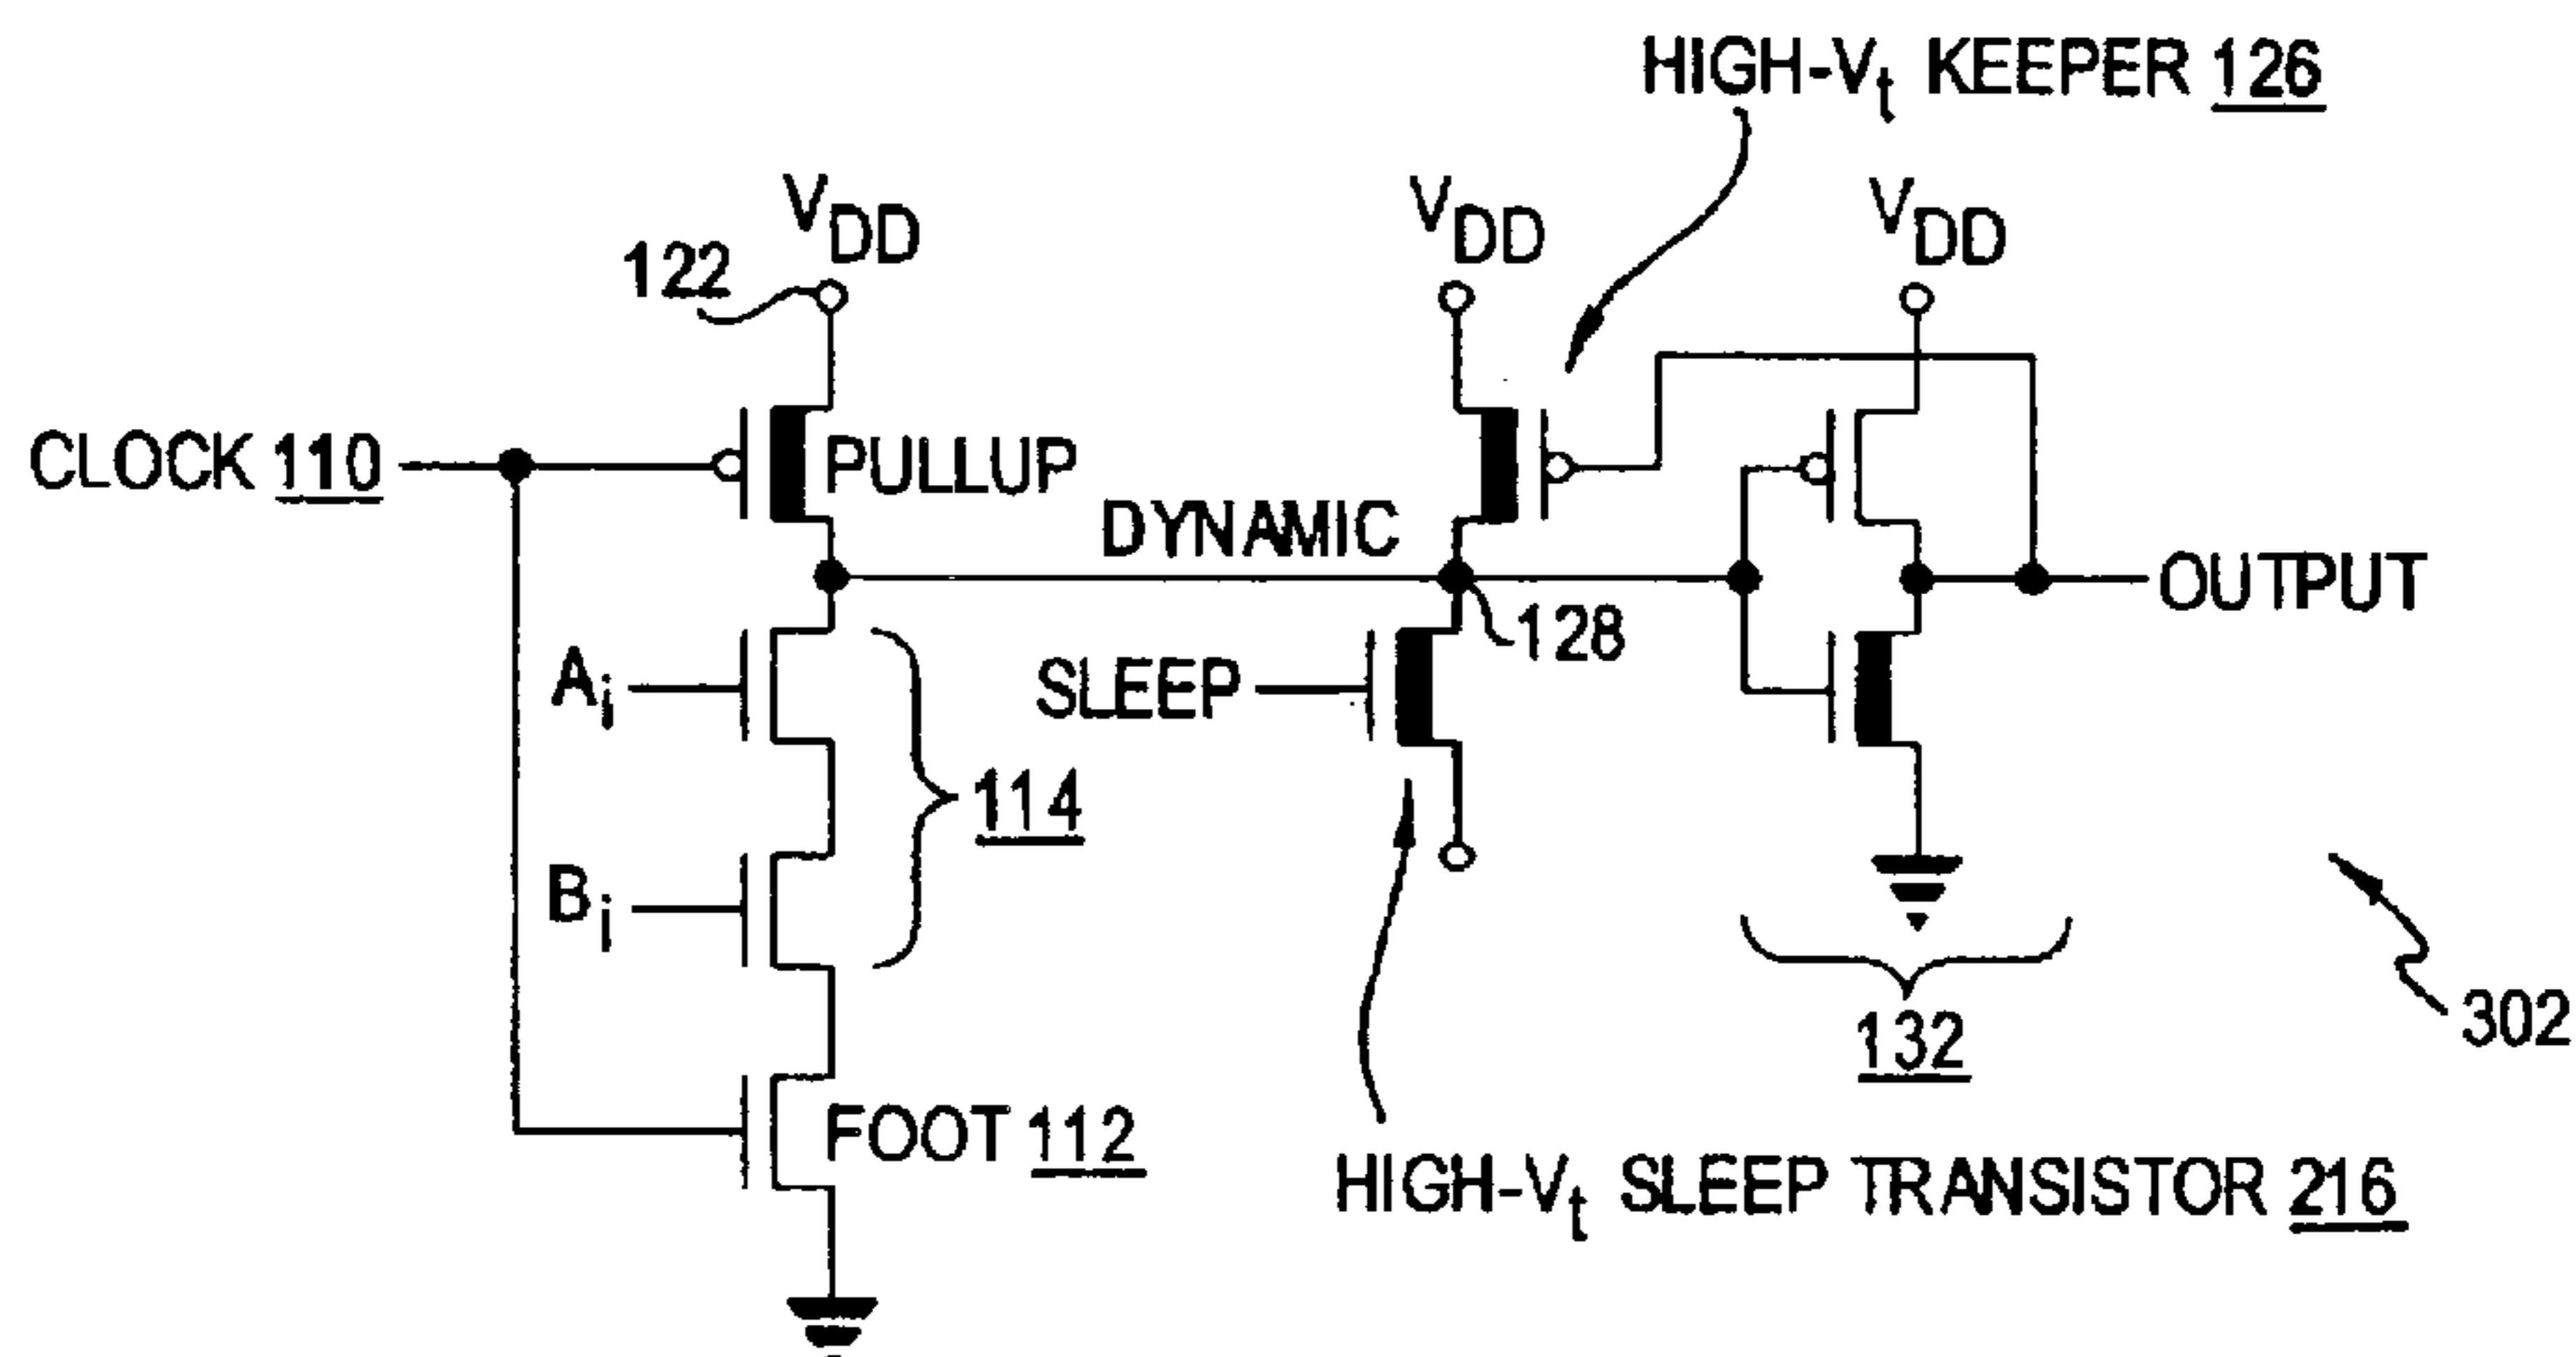 HIGH-Vt KEEPER 126
VDD
VDD
VDD
122
CLOCK 110
PULLUP
DYNAMIC
OUTPUT
128
Ai
SLEEP
114
Bi
132
302
FOOT 112
HIGH-Vt SLEEP TRANSISTOR 216